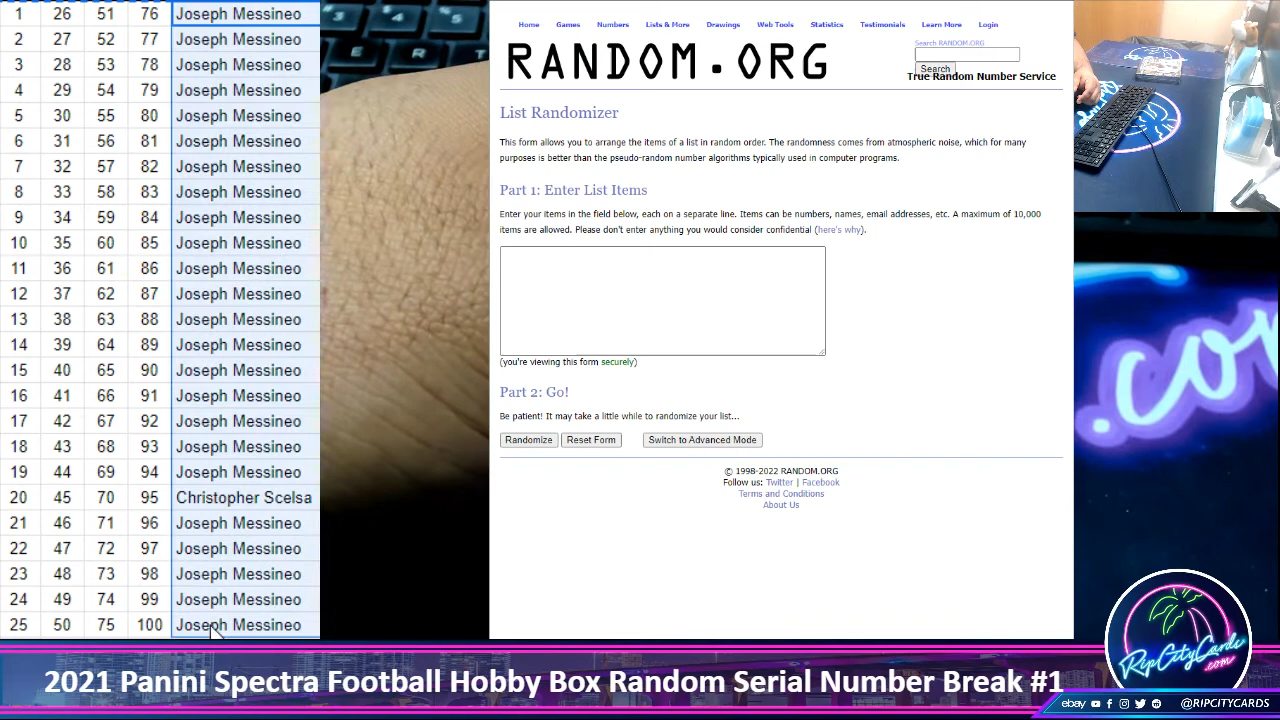 1 26 51 76 Joseph Messineo
2 27 52 77 Joseph Messineo
3 28 53 78 Joseph Messineo
4 29 54 79 Joseph Messineo
5 30 55 80 Joseph Messineo
6 31 56 81 Joseph Messineo
7 32 57 82 Joseph Messineo
8 33 58 83 Joseph Messineo
9 34 59 84 Joseph Messineo
10 35 60 85 Joseph Messineo
11 36 61 86 Joseph Messineo
12 37 62 87 Joseph Messineo
13 38 63 88 Joseph Messineo
14 39 64 89 Joseph Messineo
15 40 65 90 Joseph Messineo
16 41 66 91 Joseph Messineo
17 42 67 92 Joseph Messineo
18 43 68 93 Joseph Messineo
19 44 69 94 Joseph Messineo
20 45 70 95 Christopher Scelsa
21 46 71 96 Joseph Messineo
22 47 72 97 Joseph Messineo
23 48 73 98 Joseph Messineo
24 49 74 99 Joseph Messineo
25 50 75 100 Joseph Messineo
3 4 5
E R T
Home Games Numbers Lists & More Drawings Web Tools Statistics Testimonials Learn More Login
RANDOM.ORG
Search RANDOM.ORG
Search
True Random Number Service
List Randomizer
This form allows you to arrange the items of a list in random order. The randomness comes from atmospheric noise, which for many
purposes is better than the pseudo-random number algorithms typically used in computer programs.
Part 1: Enter List Items
Enter your items in the field below, each on a separate line. Items can be numbers, names, email addresses, etc. A maximum of 10,000
items are allowed. Please don't enter anything you would consider confidential (here's why).
(you're viewing this form securely)
Part 2: Go!
Be patient! It may take a little while to randomize your list...
Randomize Reset Form Switch to Advanced Mode
© 1998-2022 RANDOM.ORG
Follow us: Twitter | Facebook
Terms and Conditions
About Us
.co
RipCityCards
.com
2021 Panini Spectra Football Hobby Box Random Serial Number Break #1
ebay @RIPCITYCARDS